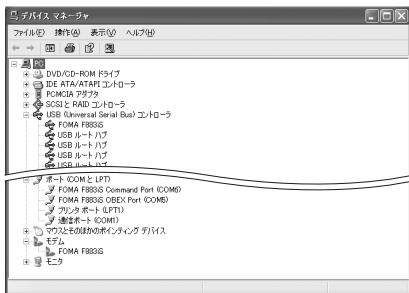 デバイス マネージャ
ファイル(F) 操作(A) 表示(V) ヘルプ(H)
PC
DVD/CD-ROM ドライブ
IDE ATA/ATAPI コントローラ
PCMCIA アダプタ
SCSI と RAID コントローラ
USB (Universal Serial Bus) コントローラ
FOMA F883iS
USB ルート ハブ
USB ルート ハブ
USB ルート ハブ
USB ルート ハブ
ポート (COM と LPT)
FOMA F883iS Command Port (COM6)
FOMA F883iS OBEX Port (COM5)
プリンタ ポート (LPT1)
通信ポート (COM1)
マウスとそのほかのポインティング デバイス
モデム
FOMA F883iS
モニタ